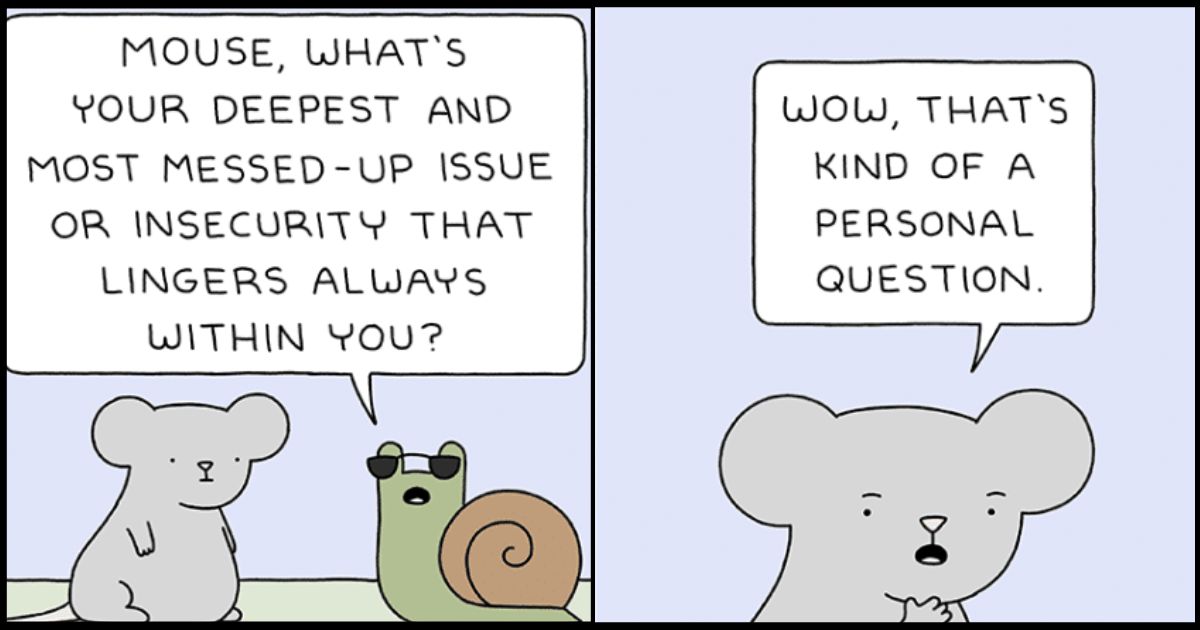 MOUSE, WHAT'S
YOUR DEEPEST AND
MOST MESSED-UP ISSUE
OR INSECURITY THAT
LINGERS ALWAYS
WITHIN YOU?
WOW, THAT'S
KIND OF A
PERSONAL
QUESTION.